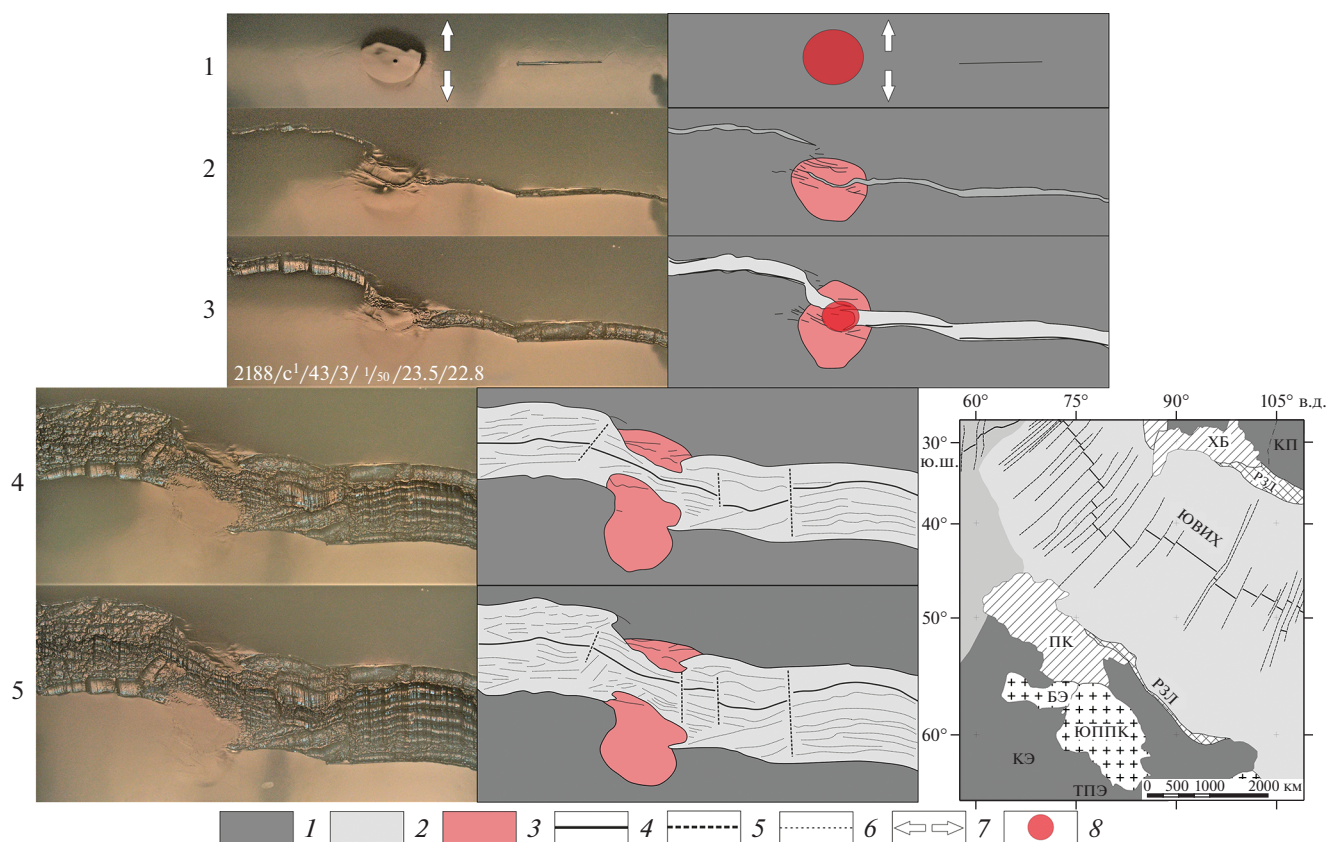 1
2
3
2188/c¹/43/3/ ¹/₅₀ /23.5/22.8
4
5
60° 75° 90° 105° в.д.
30°
ю.ш.
40°
50°
60°
ХБ
КП
РЗЛ
ЮВИХ
ПК
РЗЛ
БЭ
ЮППК
КЭ
ТПЭ
0 500 1000 2000 км
1 2 3 4 5 6 7 8